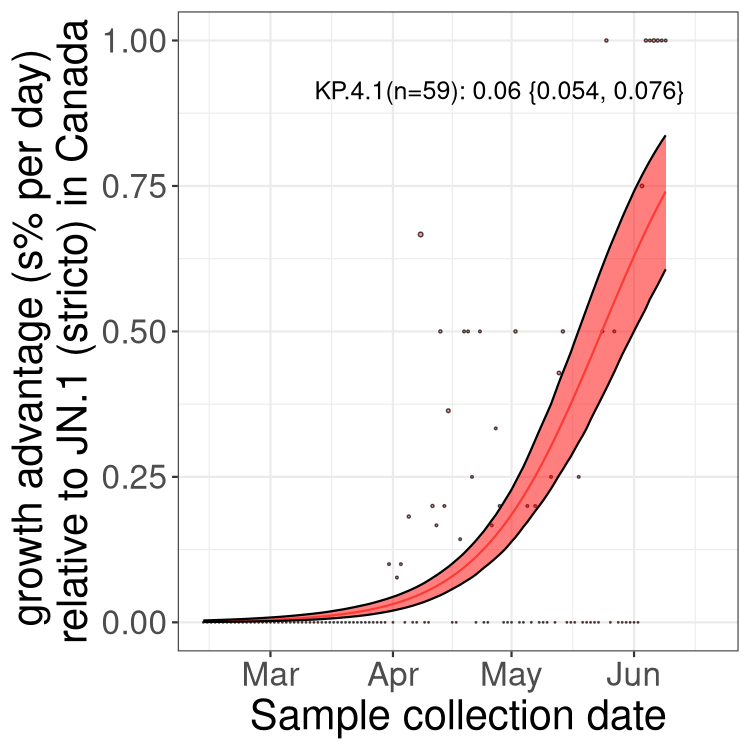 growth advantage (s% per day)
relative to JN.1 (stricto) in Canada
1.00
0.75
0.50
0.25
0.00
KP.4.1(n=59): 0.06 {0.054, 0.076}
Mar Apr May Jun
Sample collection date